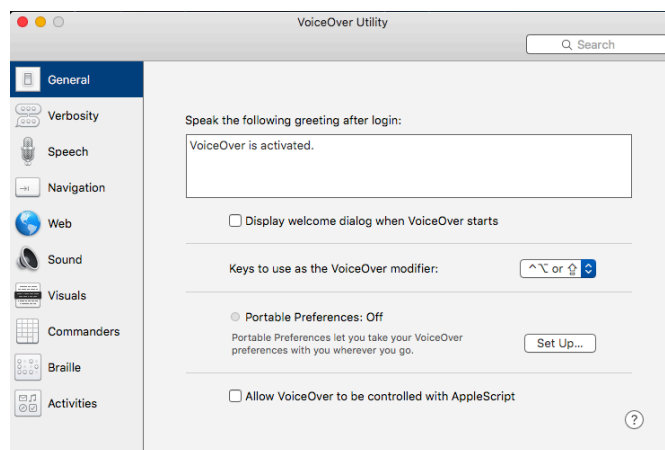 VoiceOver Utility
Search
General
Verbosity
Speech
Navigation
Web
Sound
Visuals
Commanders
Braille
Activities
Speak the following greeting after login:
VoiceOver is activated.
Display welcome dialog when VoiceOver starts
Keys to use as the VoiceOver modifier:
^⌥ or ⇪
Portable Preferences: Off
Portable Preferences let you take your VoiceOver
preferences with you wherever you go.
Set Up...
Allow VoiceOver to be controlled with AppleScript
?